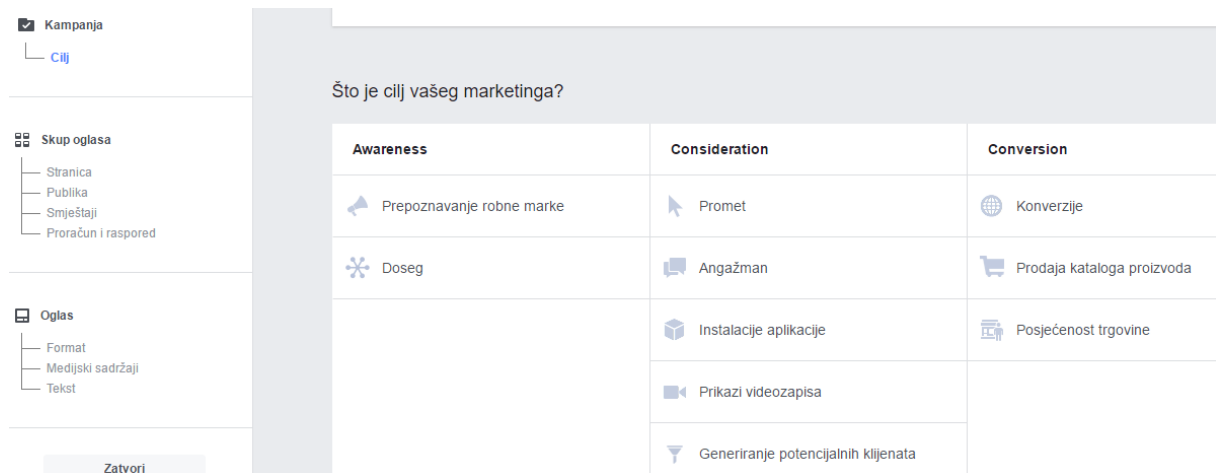 Kampanja
Cilj
Skup oglasa
Stranica
Publika
Smještaji
Proračun i raspored
Oglas
Format
Medijski sadržaji
Tekst
Zatvori
Što je cilj vašeg marketinga?
Awareness
Consideration
Conversion
Prepoznavanje robne marke
Promet
Konverzije
Doseg
Angažman
Prodaja kataloga proizvoda
Instalacije aplikacije
Posjećenost trgovine
Prikazi videozapisa
Generiranje potencijalnih klijenata